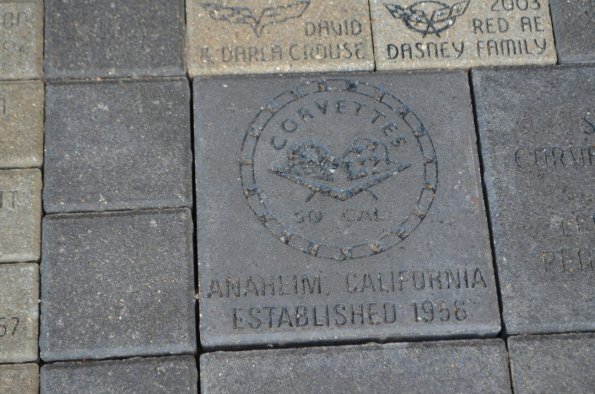 DAVID
& DARLA CROUSE
2003
RED AE
DASNEY FAMILY
CORVETTES
SO CAL
ANAHEIM, CALIFORNIA
ESTABLISHED 1956